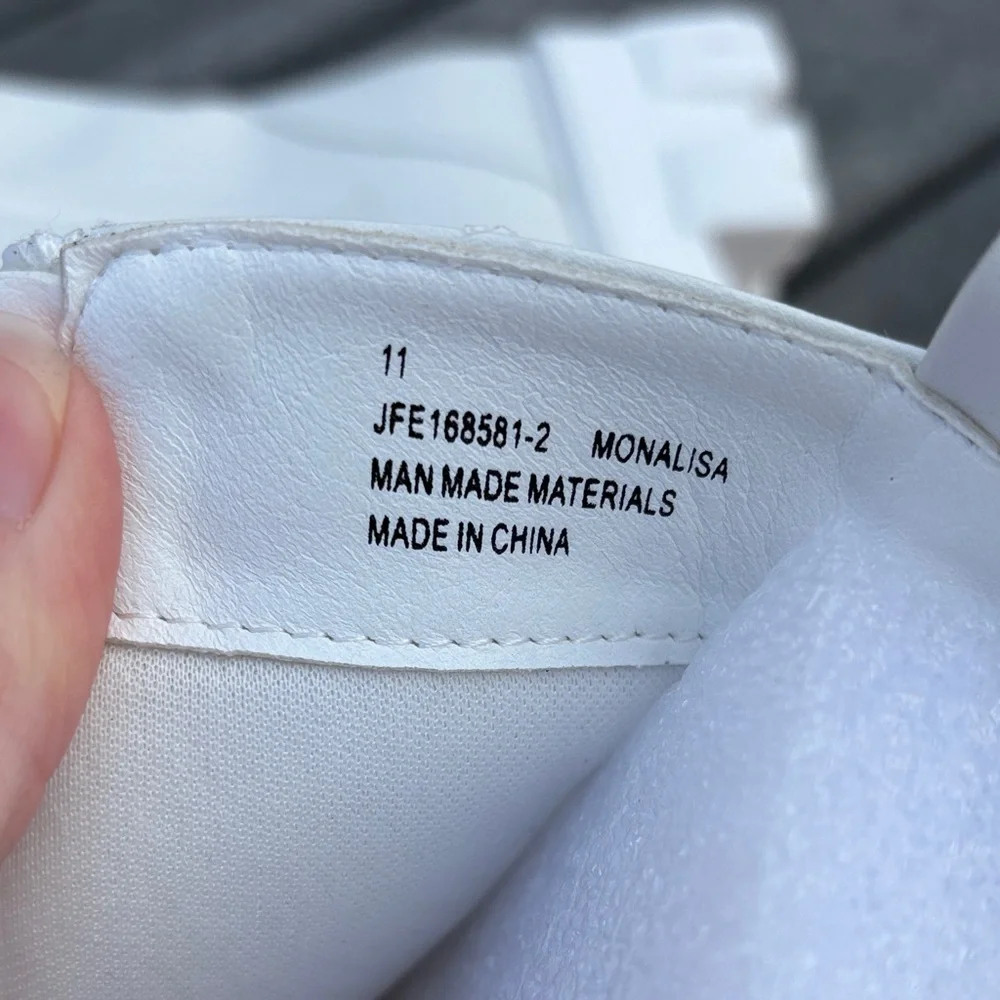 11
JFE168581-2 MONALISA
MAN MADE MATERIALS
MADE IN CHINA